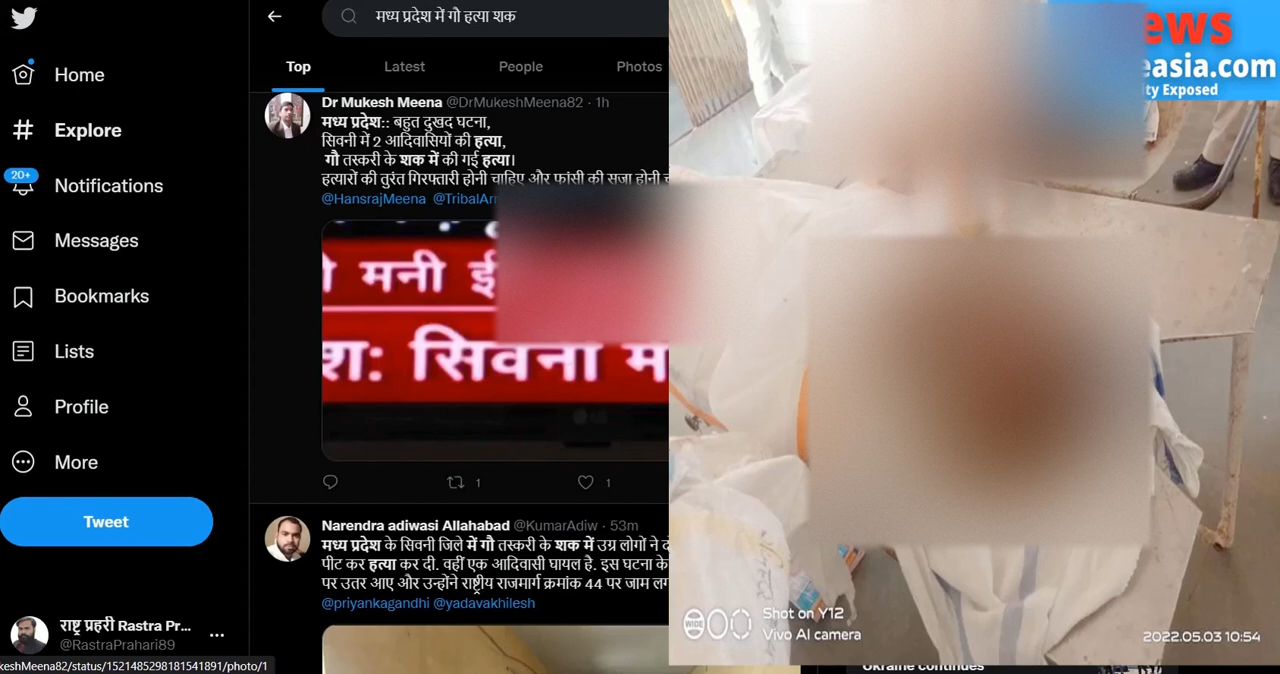 मध्य प्रदेश में गौ हत्या शक
Home
Explore
20+
Notifications
Messages
Bookmarks
Lists
Profile
More
Tweet
राष्ट्र प्रहरी Rastra Pr...
@RastraPrahari89
keshMeena82/status/1521485298181541891/photo/1
Top
Latest
People
Photos
Dr Mukesh Meena @DrMukeshMeena82 · 1h
मध्य प्रदेश:: बहुत दुखद घटना,
सिवनी में 2 आदिवासियों की हत्या,
गौ तस्करी के शक में की गई हत्या।
हत्यारों की तुरंत गिरफ्तारी होनी चाहिए और फांसी की सजा होनी
@HansrajMeena @TribalArm
मनी
श: सिवना म
LG
1
1
Narendra adiwasi Allahabad @KumarAdiw · 53m
मध्य प्रदेश के सिवनी जिले में गौ तस्करी के शक में उग्र लोगों ने
पीट कर हत्या कर दी. वहीं एक आदिवासी घायल है. इस घटना के
पर उतर आए और उन्होंने राष्ट्रीय राजमार्ग क्रमांक 44 पर जाम
@priyankagandhi @yadavakhilesh
ews
easia.com
ity Exposed
WIDE
Shot on Y12
Vivo AI camera
2022.05.03 10:54
Ukraine continues